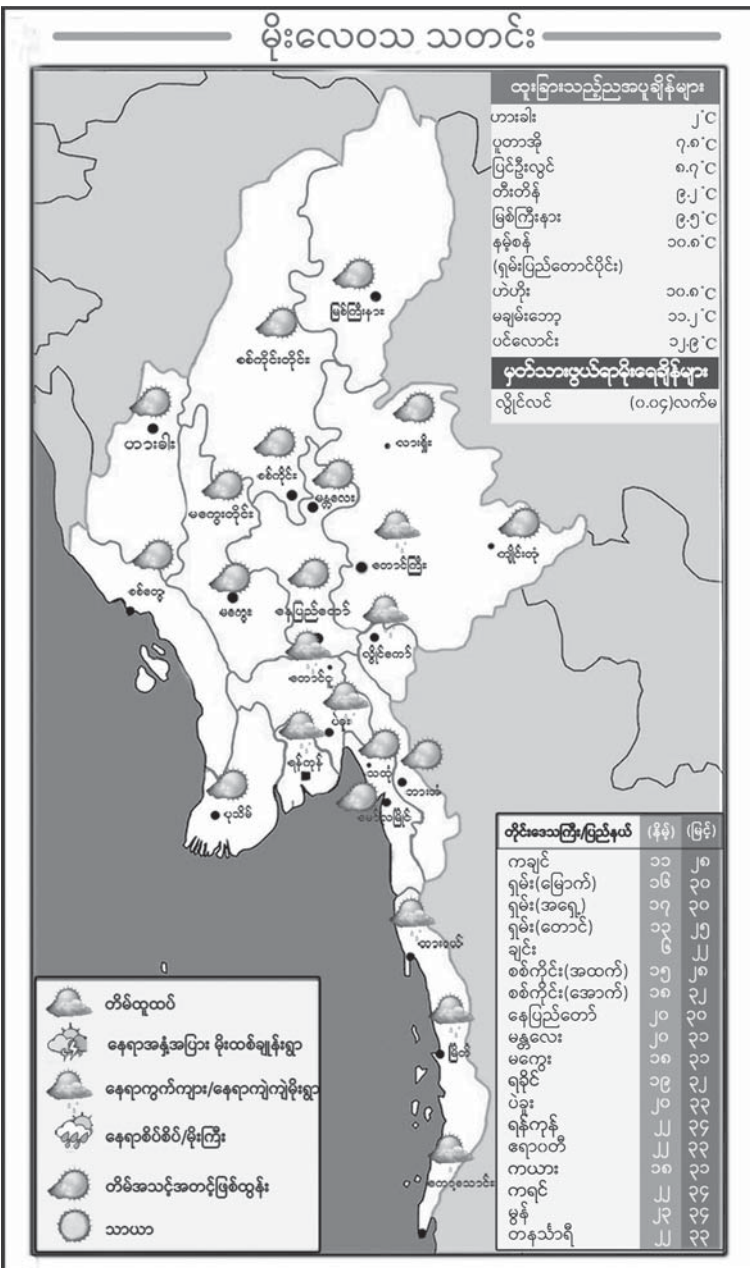 မိုးလေဝသ သတင်း
ထူးခြားသည့်ညအပူချိန်များ
ဟားခါး ၂°C
ပူတာအို ၇.၈°C
ပြင်ဦးလွင် ၈.၇°C
တီးတိန် ၉.၂°C
မြစ်ကြီးနား ၉.၅°C
နမ့်စန် ၁၀.၈°C
(ရှမ်းပြည်တောင်ပိုင်း)
ဟဲဟိုး ၁၀.၈°C
မချမ်းဘော့ ၁၁.၂°C
ပင်လောင်း ၁၂.၉°C
မှတ်သားဖွယ်ရာမိုးရေချိန်များ
လွိုင်လင် (၀.၀၄)လက်မ
မြစ်ကြီးနား
စစ်ကိုင်းတိုင်း
ဟားခါး
လားရှိုး
စစ်ကိုင်း
မန္တလေး
မကွေးတိုင်း
တောင်ကြီး
ကျိုင်းတုံ
စစ်တွေ
မကွေး
နေပြည်တော်
လွိုင်ကော်
တောင်ငူ
ပဲခူး
ရန်ကုန်
သထုံ
ဘားအံ
ပုသိမ်
မော်လမြိုင်
ထားဝယ်
မြိတ်
ကော့သောင်း
တိုင်းဒေသကြီး/ပြည်နယ် (နိမ့်) (မြင့်)
ကချင် ၁၁ ၂၈
ရှမ်း(မြောက်) ၁၆ ၃၀
ရှမ်း(အရှေ့) ၁၇ ၃၀
ရှမ်း(တောင်) ၁၃ ၂၅
ချင်း ၆ ၂၂
စစ်ကိုင်း(အထက်) ၁၅ ၂၈
စစ်ကိုင်း(အောက်) ၁၈ ၃၂
နေပြည်တော် ၂၀ ၃၀
မန္တလေး ၂၀ ၃၁
မကွေး ၁၈ ၃၁
ရခိုင် ၁၉ ၃၂
ပဲခူး ၂၀ ၃၃
ရန်ကုန် ၂၂ ၃၄
ဧရာဝတီ ၂၂ ၃၃
ကယား ၁၈ ၃၁
ကရင် ၂၂ ၃၄
မွန် ၂၃ ၃၄
တနင်္သာရီ ၂၂ ၃၃
တိမ်ထူထပ်
နေရာအနှံ့အပြား မိုးထစ်ချုန်းရွာ
နေရာကွက်ကျား/နေရာကျဲကျဲမိုးရွာ
နေရာစိပ်စိပ်/မိုးကြီး
တိမ်အသင့်အတင့်ဖြစ်ထွန်း
သာယာ